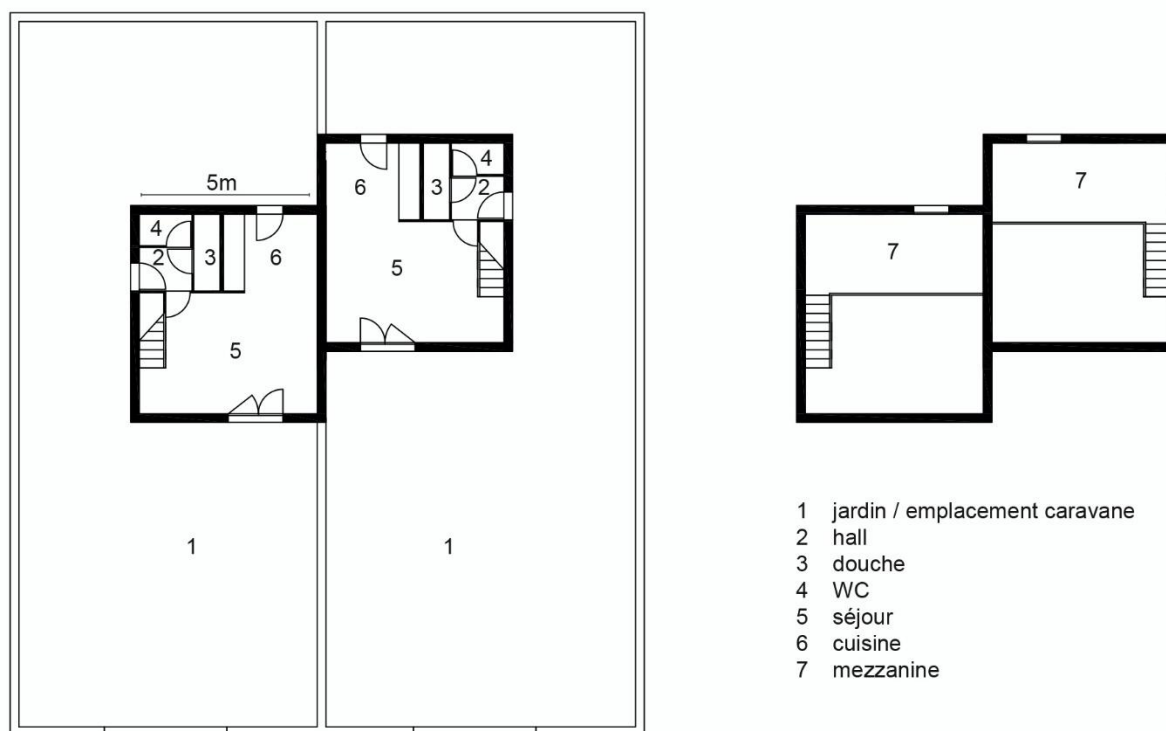 4
6
3
2
7
5m
4
2
3
6
5
7
5
1
1
1 jardin / emplacement caravane
2 hall
3 douche
4 WC
5 séjour
6 cuisine
7 mezzanine